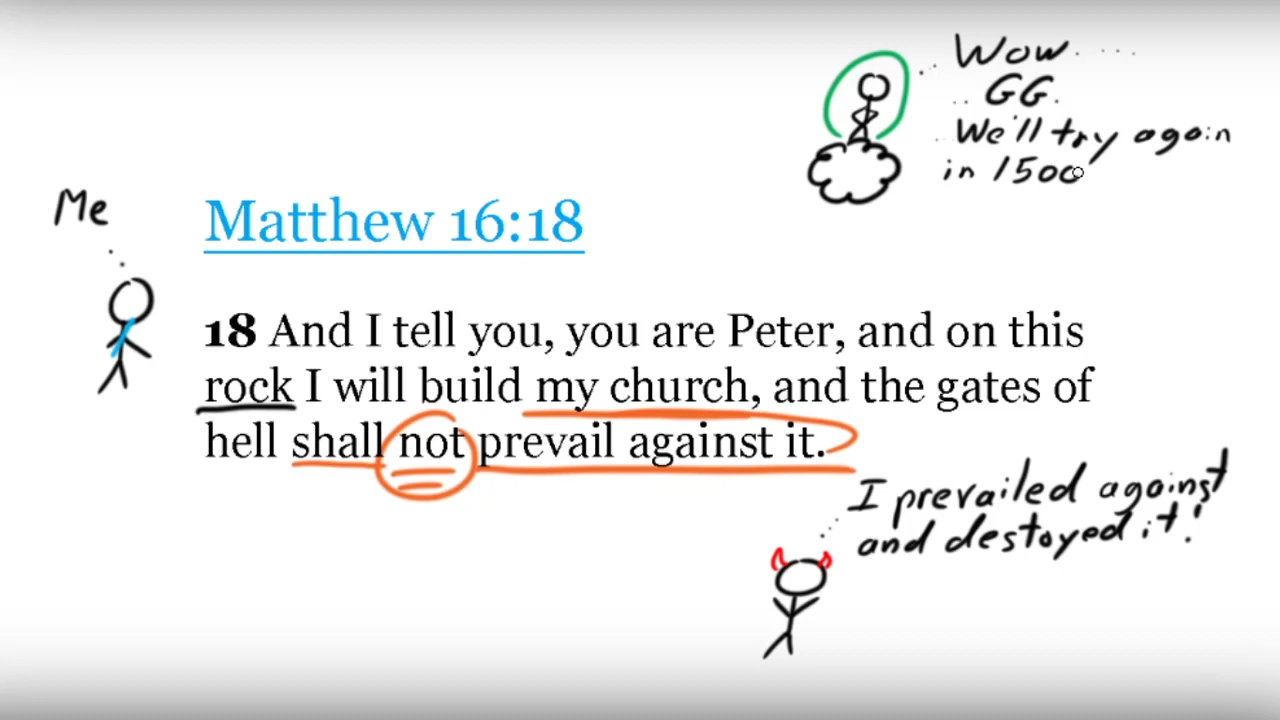 Wow.....
.. GG.
We'll try again
in 1500
Me
Matthew 16:18
18 And I tell you, you are Peter, and on this
rock I will build my church, and the gates of
hell shall not prevail against it.
I prevailed against
and destoyed it!